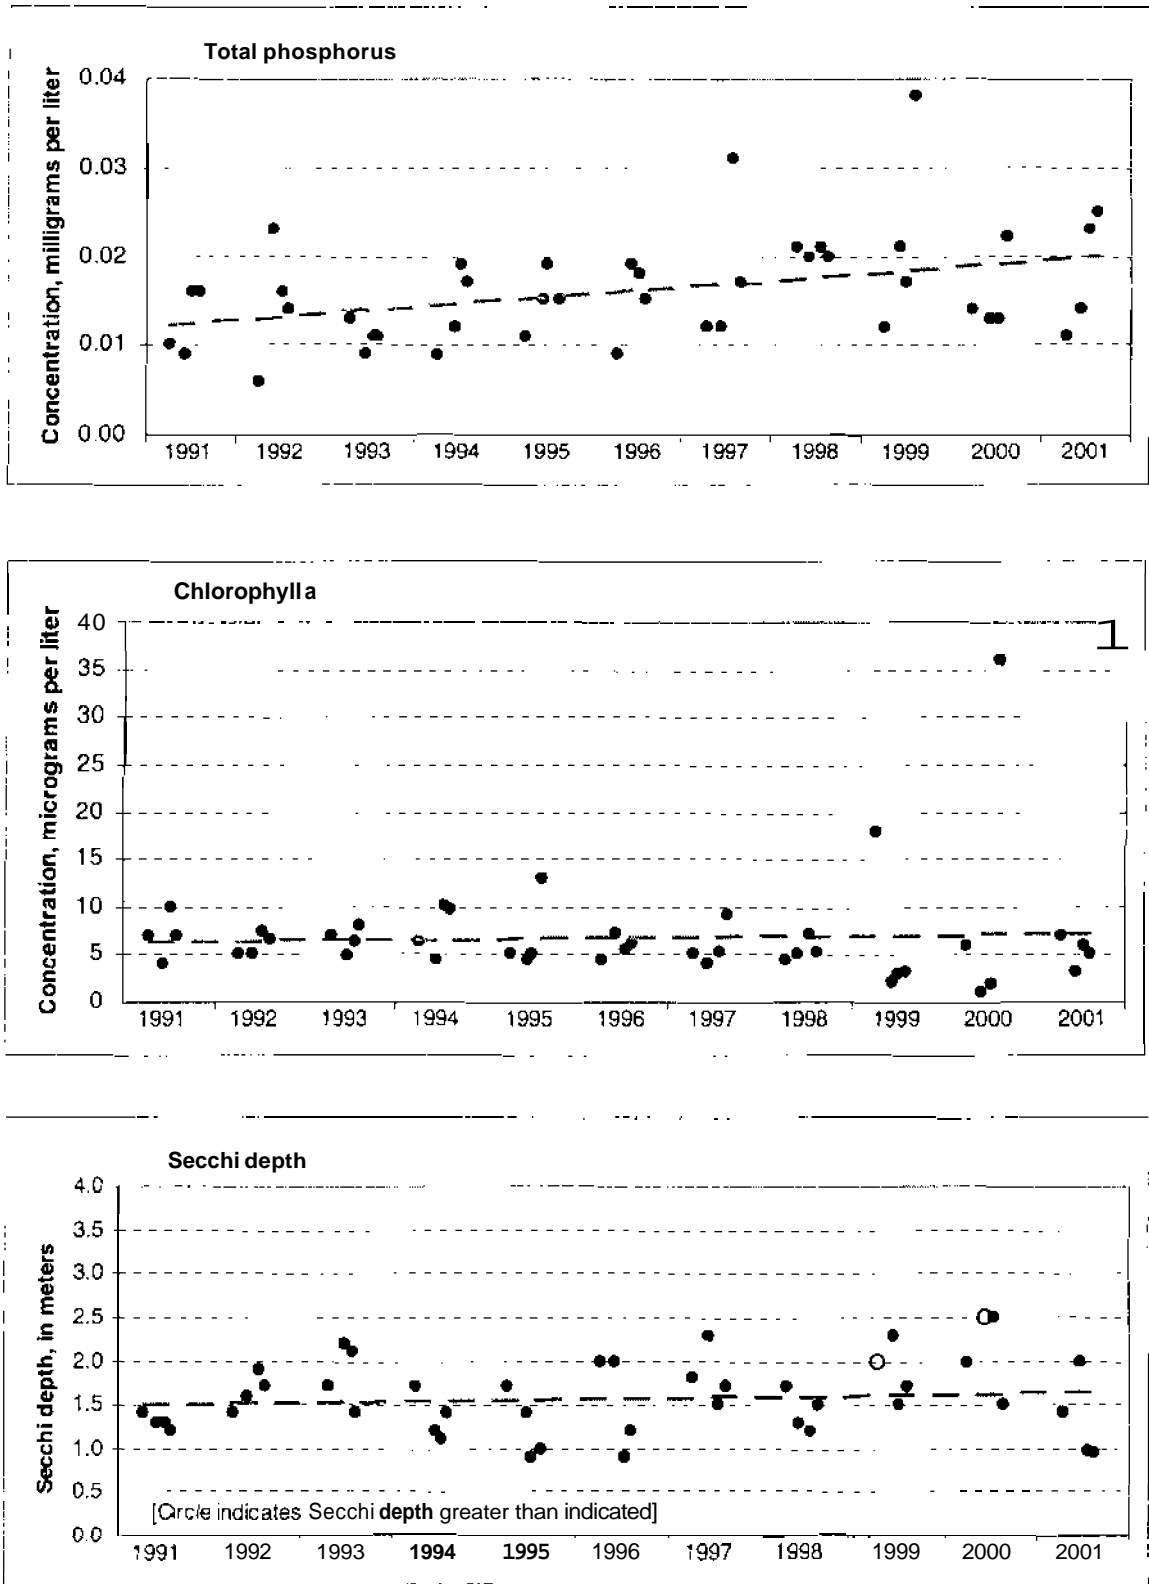 Total phosphorus
Concentration, milligrams per liter
0.04
0.03
0.02
0.01
0.00
1991 1992 1993 1994 1995 1996 1997 1998 1999 2000 2001
Chlorophyll a
Concentration, micrograms per liter
40
35
30
25
20
15
10
5
0
1
1991 1992 1993 1994 1995 1996 1997 1998 1999 2000 2001
Secchi depth
Secchi depth, in meters
4.0
3.5
3.0
2.5
2.0
1.5
1.0
0.5
0.0
[Circle indicates Secchi depth greater than indicated]
1991 1992 1993 1994 1995 1996 1997 1998 1999 2000 2001